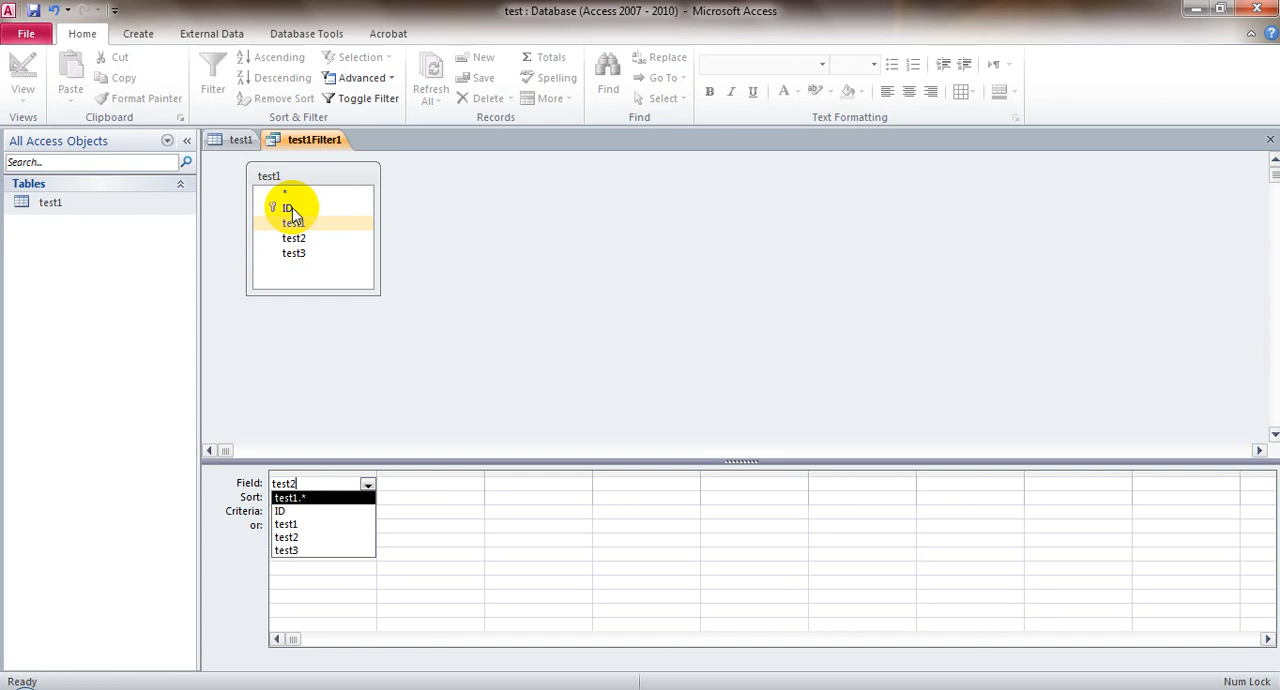 test : Database (Access 2007 - 2010) - Microsoft Access
File Home Create External Data Database Tools Acrobat
View
Views
Paste
Cut
Copy
Format Painter
Clipboard
Filter
Ascending
Descending
Remove Sort
Selection
Advanced
Toggle Filter
Sort & Filter
Refresh All
New
Save
Delete
Totals
Spelling
More
Records
Find
Replace
Go To
Select
Find
B I U A
Text Formatting
All Access Objects
Search...
Tables
test1
test1 test1Filter1
test1
*
ID
test1
test2
test3
Field: test2
Sort:
Criteria:
or:
test1.*
ID
test1
test2
test3
Ready
Num Lock